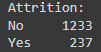 Attrition:
No     1233
Yes     237